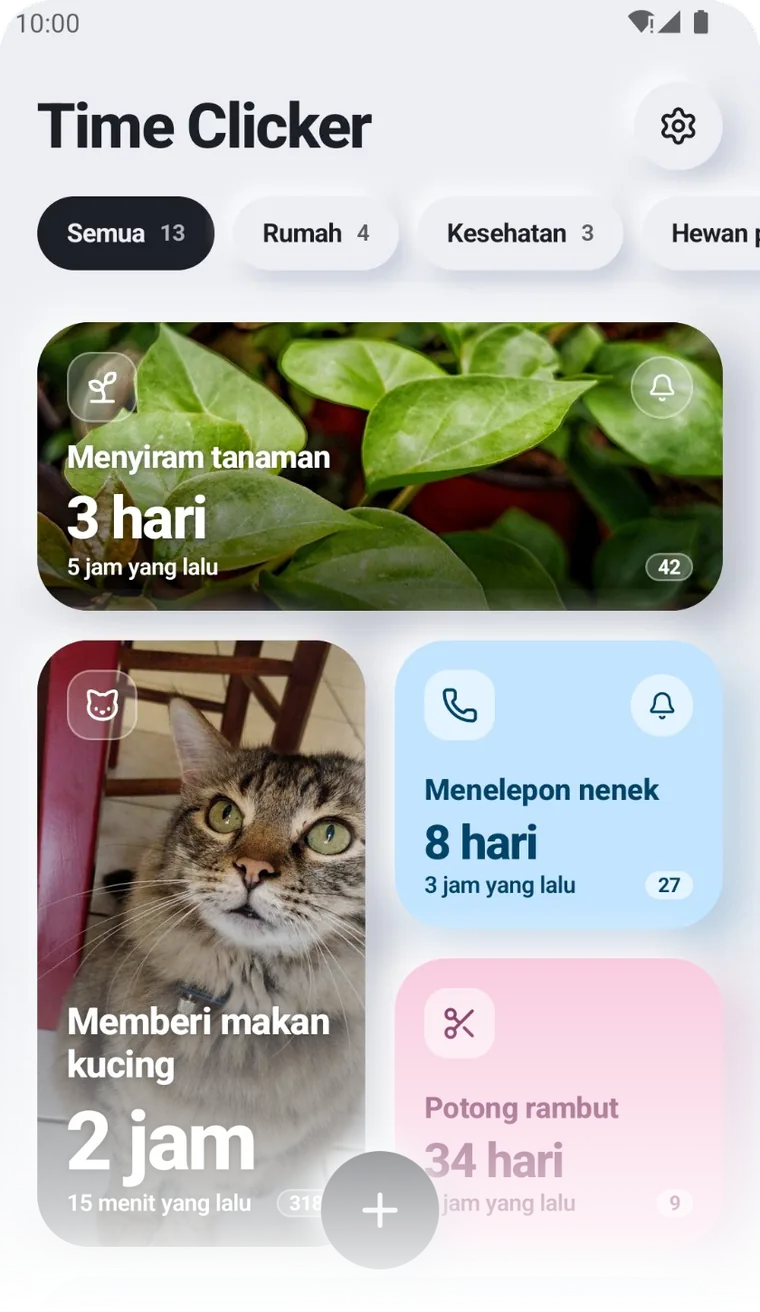 10:00
Time Clicker
Semua 13
Rumah 4
Kesehatan 3
Hewan
Menyiram tanaman
3 hari
5 jam yang lalu
42
Memberi makan
kucing
2 jam
15 menit yang lalu
318
Menelepon nenek
8 hari
3 jam yang lalu
27
Potong rambut
34 hari
jam yang lalu
9